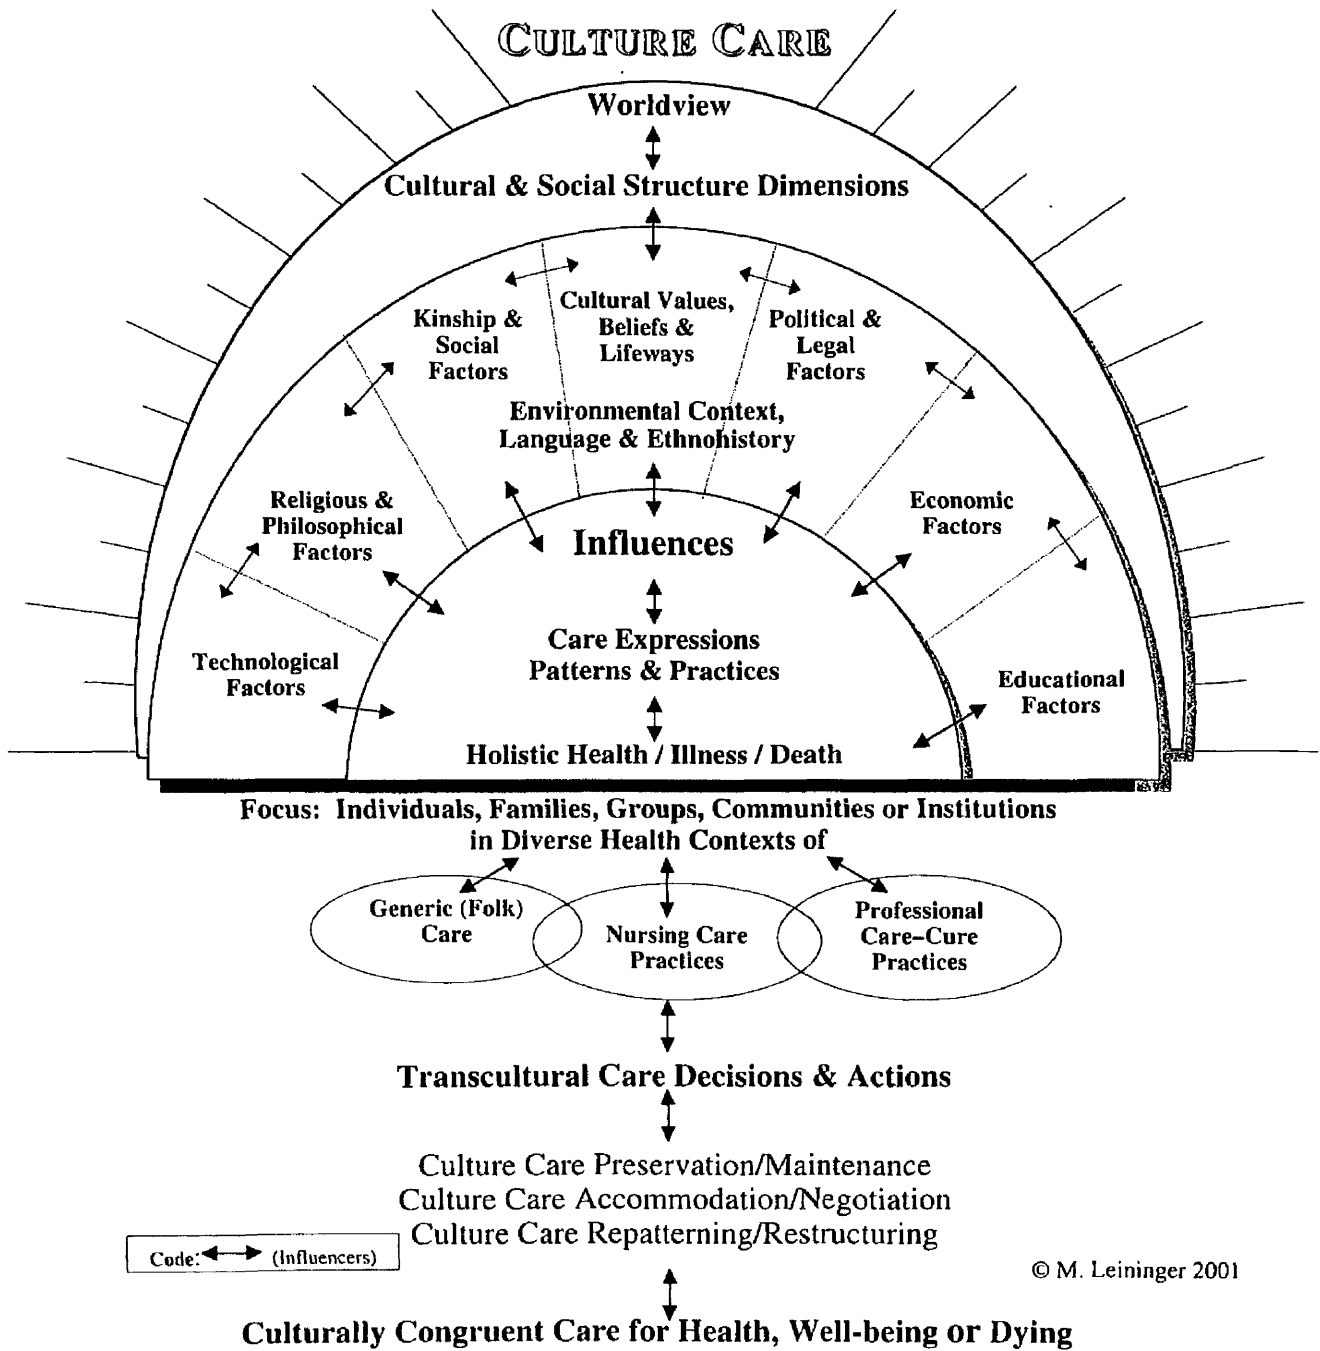 CULTURE CARE
Worldview
Cultural & Social Structure Dimensions
Cultural Values,
Beliefs &
Lifeways
Kinship &
Social
Factors
Political &
Legal
Factors
Environmental Context,
Language & Ethnohistory
Religious &
Philosophical
Factors
Economic
Factors
Influences
Care Expressions
Patterns & Practices
Technological
Factors
Educational
Factors
Holistic Health / Illness / Death
Focus: Individuals, Families, Groups, Communities or Institutions
in Diverse Health Contexts of
Generic (Folk)
Care
Nursing Care
Practices
Professional
Care–Cure
Practices
Transcultural Care Decisions & Actions
Culture Care Preservation/Maintenance
Culture Care Accommodation/Negotiation
Culture Care Repatterning/Restructuring
Code: (Influencers)
© M. Leininger 2001
Culturally Congruent Care for Health, Well-being or Dying